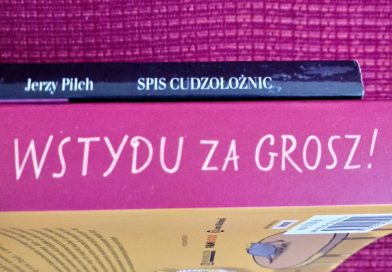 Jerzy Pilch SPIS CUDZOŁOŻNIC
WSTYDU ZA GROSZ!